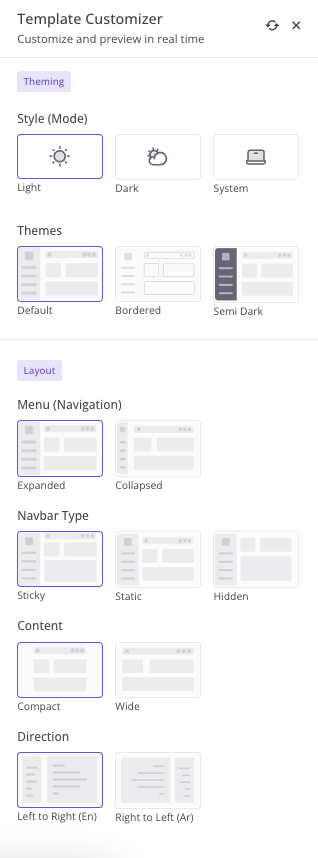 Template Customizer
Customize and preview in real time
Theming
Style (Mode)
Light
Dark
System
Themes
Default
Bordered
Semi Dark
Layout
Menu (Navigation)
Expanded
Collapsed
Navbar Type
Sticky
Static
Hidden
Content
Compact
Wide
Direction
Left to Right (En)
Right to Left (Ar)